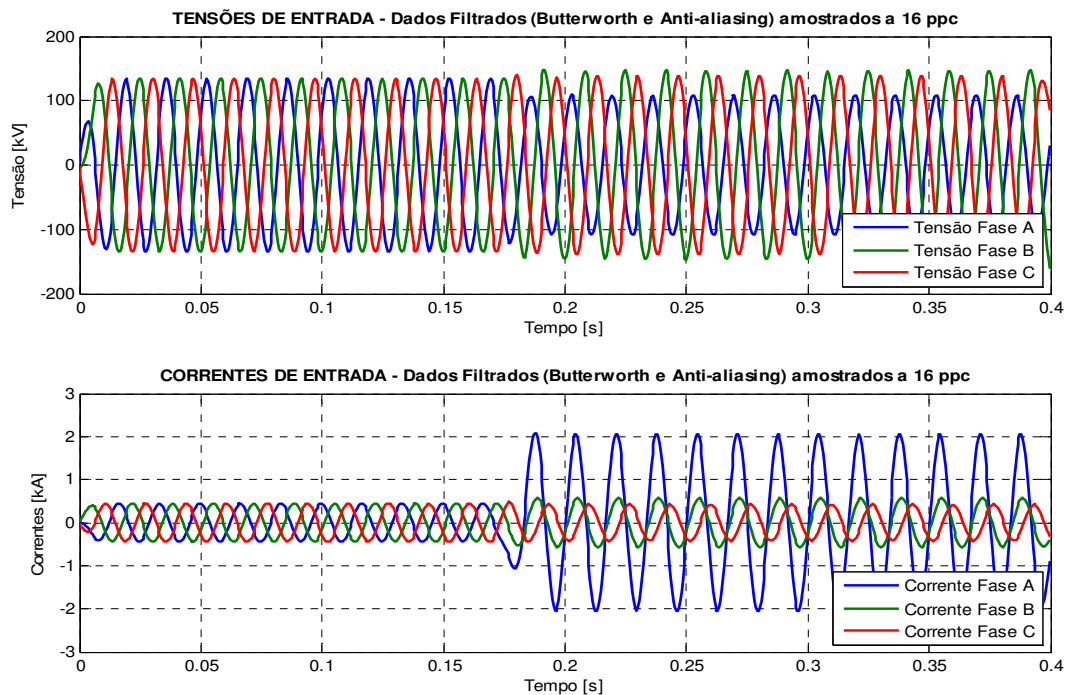 TENSÕES DE ENTRADA - Dados Filtrados (Butterworth e Anti-aliasing) amostrados a 16 ppc
200
100
0
-100
-200
Tensão [kV]
Tensão Fase A
Tensão Fase B
Tensão Fase C
0 0.05 0.1 0.15 0.2 0.25 0.3 0.35 0.4
Tempo [s]
CORRENTES DE ENTRADA - Dados Filtrados (Butterworth e Anti-aliasing) amostrados a 16 ppc
3
2
1
0
-1
-2
-3
Correntes [kA]
Corrente Fase A
Corrente Fase B
Corrente Fase C
0 0.05 0.1 0.15 0.2 0.25 0.3 0.35 0.4
Tempo [s]